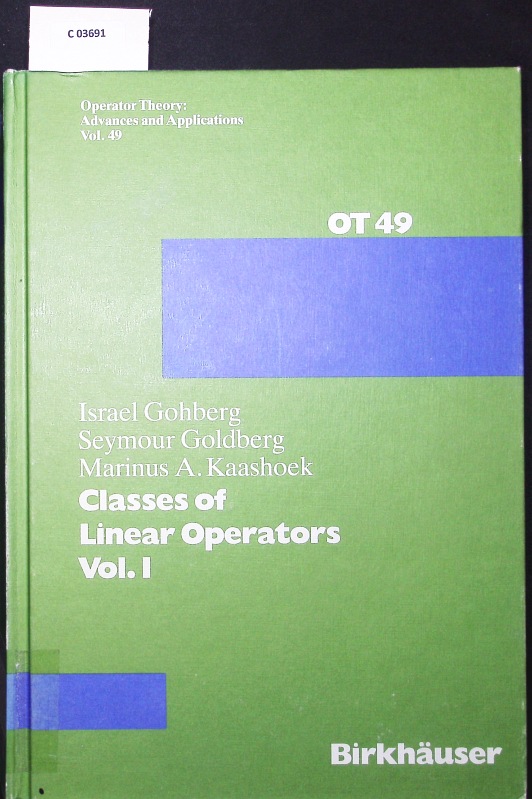 C 03691
Operator Theory:
Advances and Applications
Vol. 49
OT 49
Israel Gohberg
Seymour Goldberg
Marinus A. Kaashoek
Classes of
Linear Operators
Vol. I
Birkhäuser